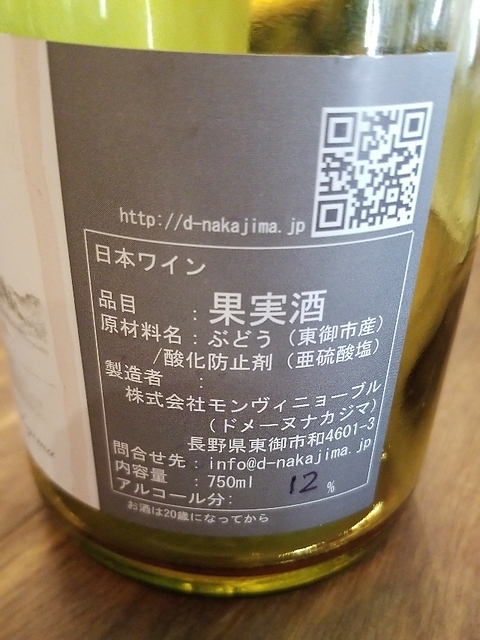 http://d-nakajima.jp
日本ワイン
品目 : 果実酒
原材料名 : ぶどう (東御市産)
/酸化防止剤 (亜硫酸塩)
製造者 :
株式会社モンヴィニョーブル
(ドメーヌナカジマ)
長野県東御市和4601-3
問合せ先 : info@d-nakajima.jp
内容量 : 750ml
アルコール分: 12 %
お酒は20歳になってから